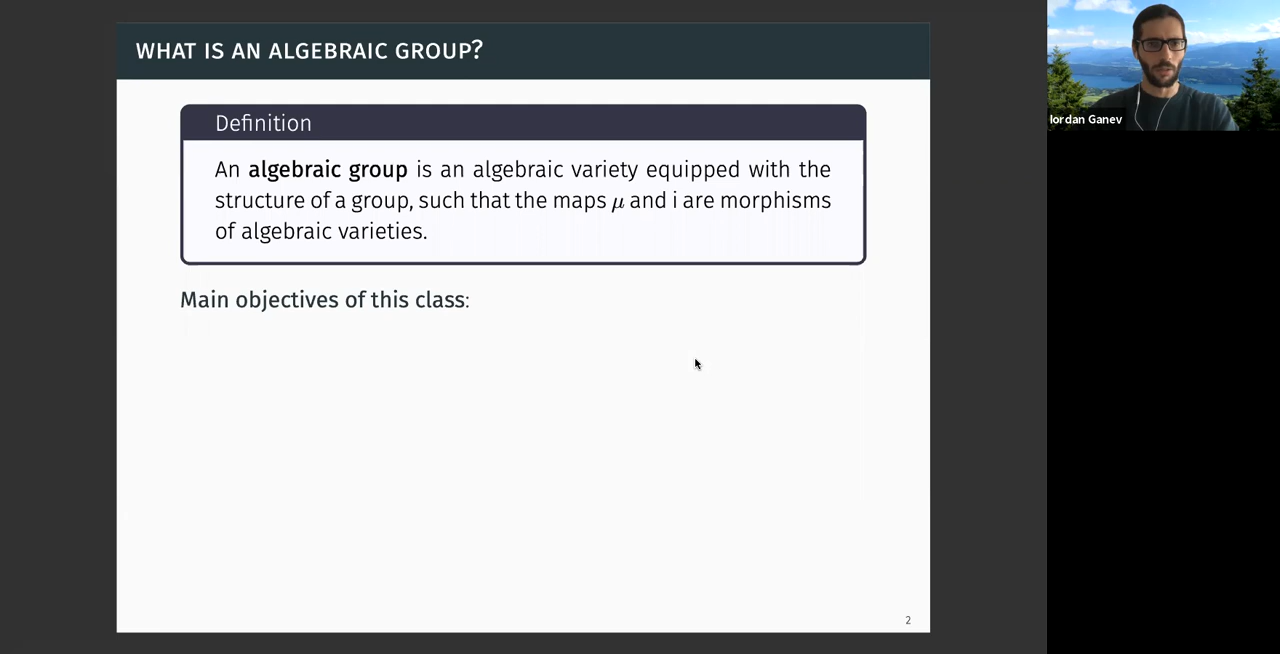 WHAT IS AN ALGEBRAIC GROUP?
Definition
An algebraic group is an algebraic variety equipped with the
structure of a group, such that the maps μ and i are morphisms
of algebraic varieties.
Main objectives of this class:
2
Iordan Ganev